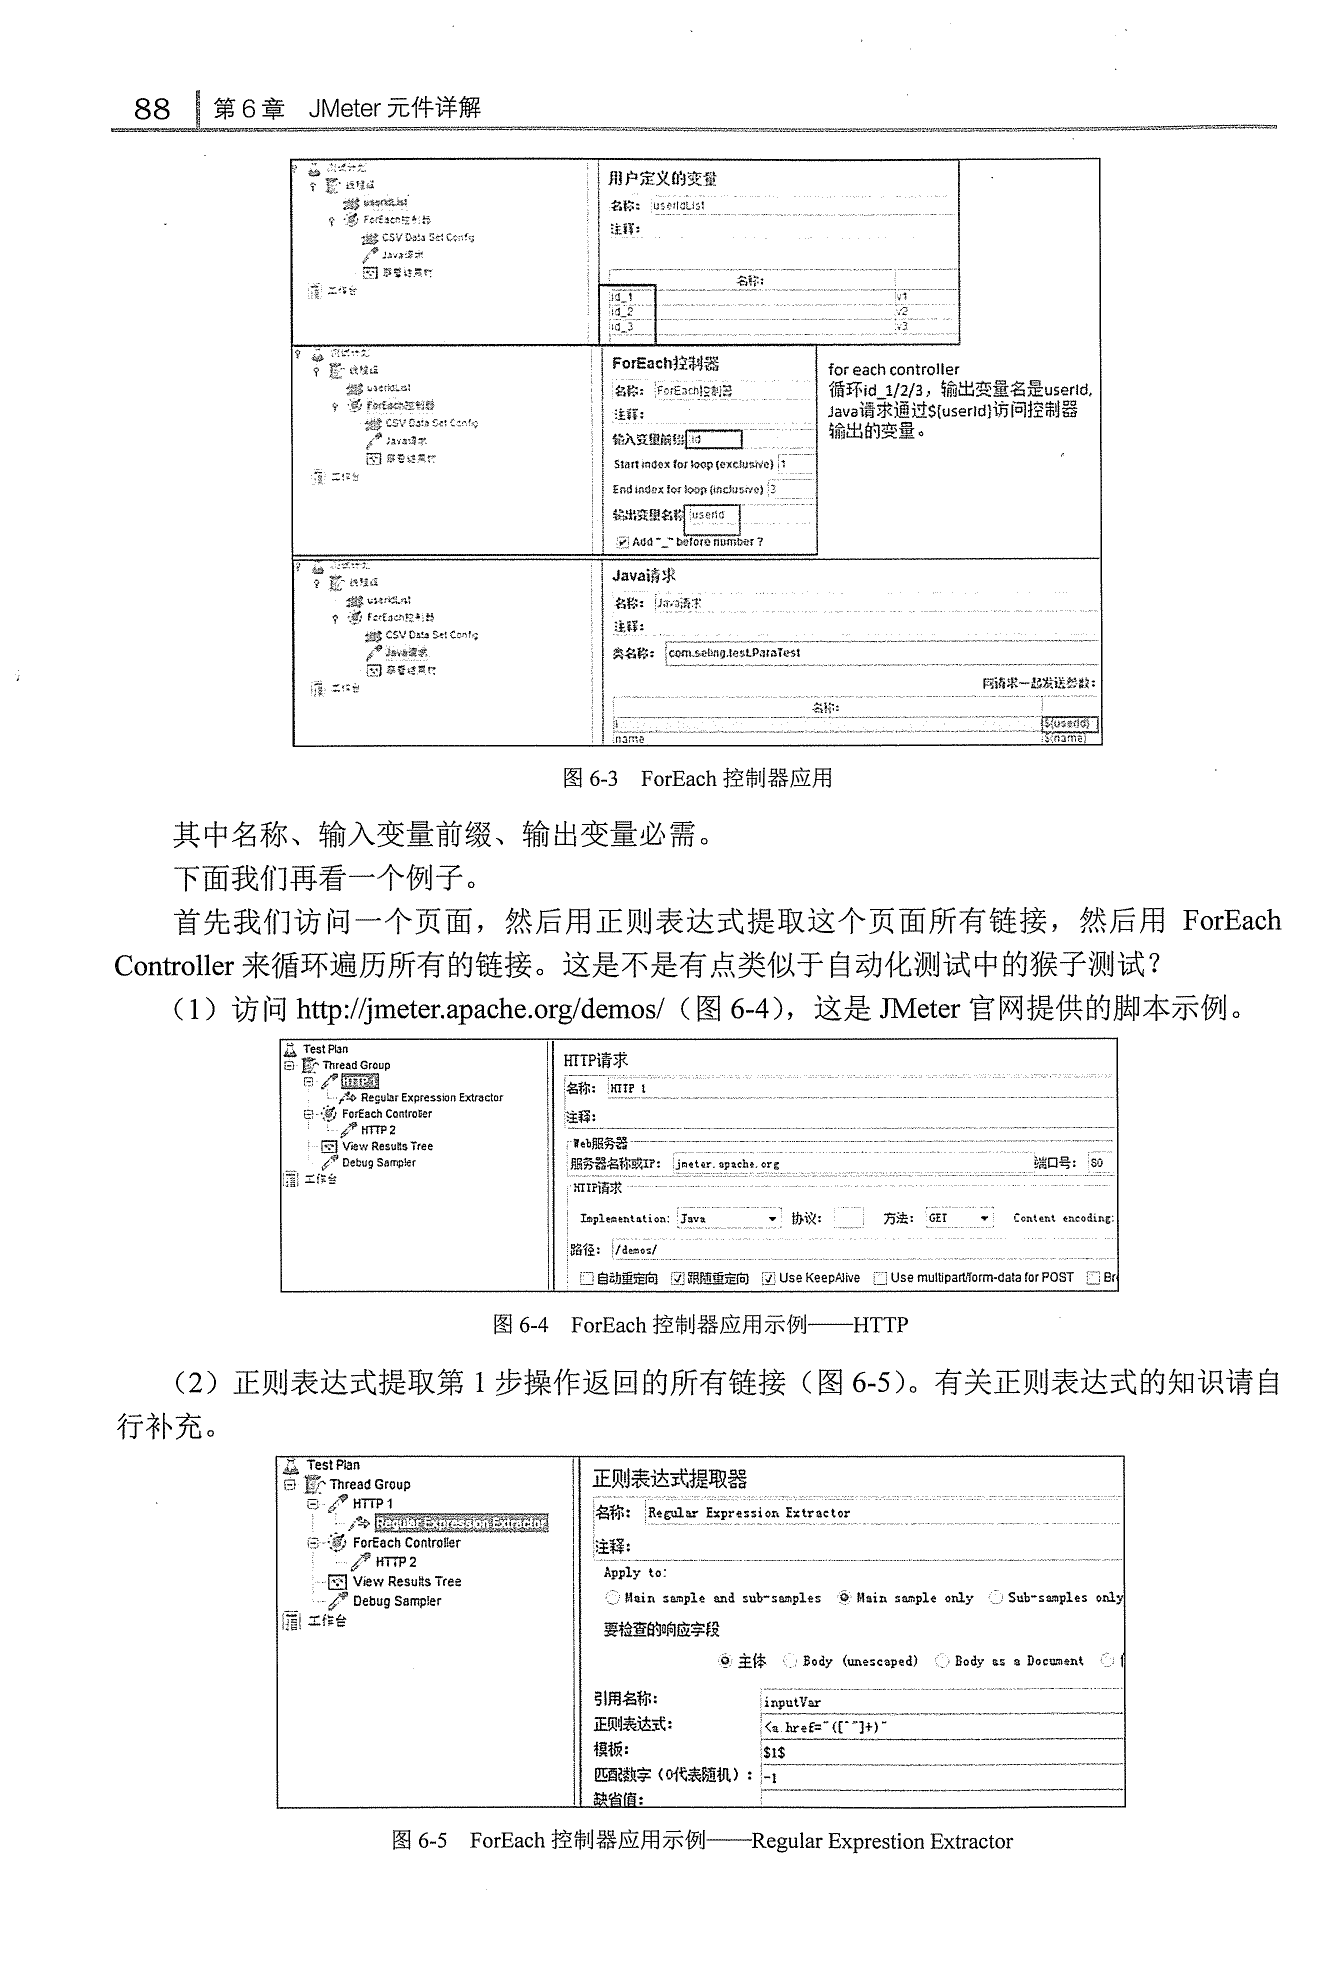 88 第6章 JMeter 元件详解
测试计划
线程组
userIdList
ForEach控制器
CSV Data Set Config
Java请求
察看结果树
工作台
用户定义的变量
名称: userIdList
注释:
名称:
id_1 v1
id_2 v2
id_3 v3
测试计划
线程组
userIdList
ForEach控制器
CSV Data Set Config
Java请求
察看结果树
工作台
ForEach控制器
名称: ForEach控制器
注释:
输入变量前缀 id
Start index for loop (exclusive) 1
End index for loop (inclusive) 3
输出变量名称 userId
Add "_" before number ?
for each controller
循环id_1/2/3，输出变量名是userId,
Java请求通过${userId}访问控制器
输出的变量。
测试计划
线程组
userIdList
ForEach控制器
CSV Data Set Config
Java请求
察看结果树
工作台
Java请求
名称: Java请求
注释:
类名称: com.seling.test.ParaTest
同请求一起发送参数:
名称:
${userId}
name ${name}
图 6-3 ForEach 控制器应用
其中名称、输入变量前缀、输出变量必需。
下面我们再看一个例子。
首先我们访问一个页面，然后用正则表达式提取这个页面所有链接，然后用 ForEach
Controller 来循环遍历所有的链接。这是不是有点类似于自动化测试中的猴子测试？
（1）访问 http://jmeter.apache.org/demos/（图 6-4），这是 JMeter 官网提供的脚本示例。
Test Plan
Thread Group
HTTP 1
Regular Expression Extractor
ForEach Controller
HTTP 2
View Results Tree
Debug Sampler
工作台
HTTP请求
名称: HTTP 1
注释:
Web服务器
服务器名称或IP: jmeter.apache.org 端口号: 80
HTTP请求
Implementation: Java 协议: 方法: GET Content encoding:
路径: /demos/
自动重定向 跟随重定向 Use KeepAlive Use multipart/form-data for POST Br
图 6-4 ForEach 控制器应用示例——HTTP
（2）正则表达式提取第 1 步操作返回的所有链接（图 6-5）。有关正则表达式的知识请自
行补充。
Test Plan
Thread Group
HTTP 1
Regular Expression Extractor
ForEach Controller
HTTP 2
View Results Tree
Debug Sampler
工作台
正则表达式提取器
名称: Regular Expression Extractor
注释:
Apply to:
Main sample and sub-samples Main sample only Sub-samples only
要检查的响应字段
主体 Body (unescaped) Body as a Document
引用名称: inputVar
正则表达式: <a href="([^"]+)"
模板: $1$
匹配数字（0代表随机）: -1
缺省值:
图 6-5 ForEach 控制器应用示例——Regular Exprestion Extractor